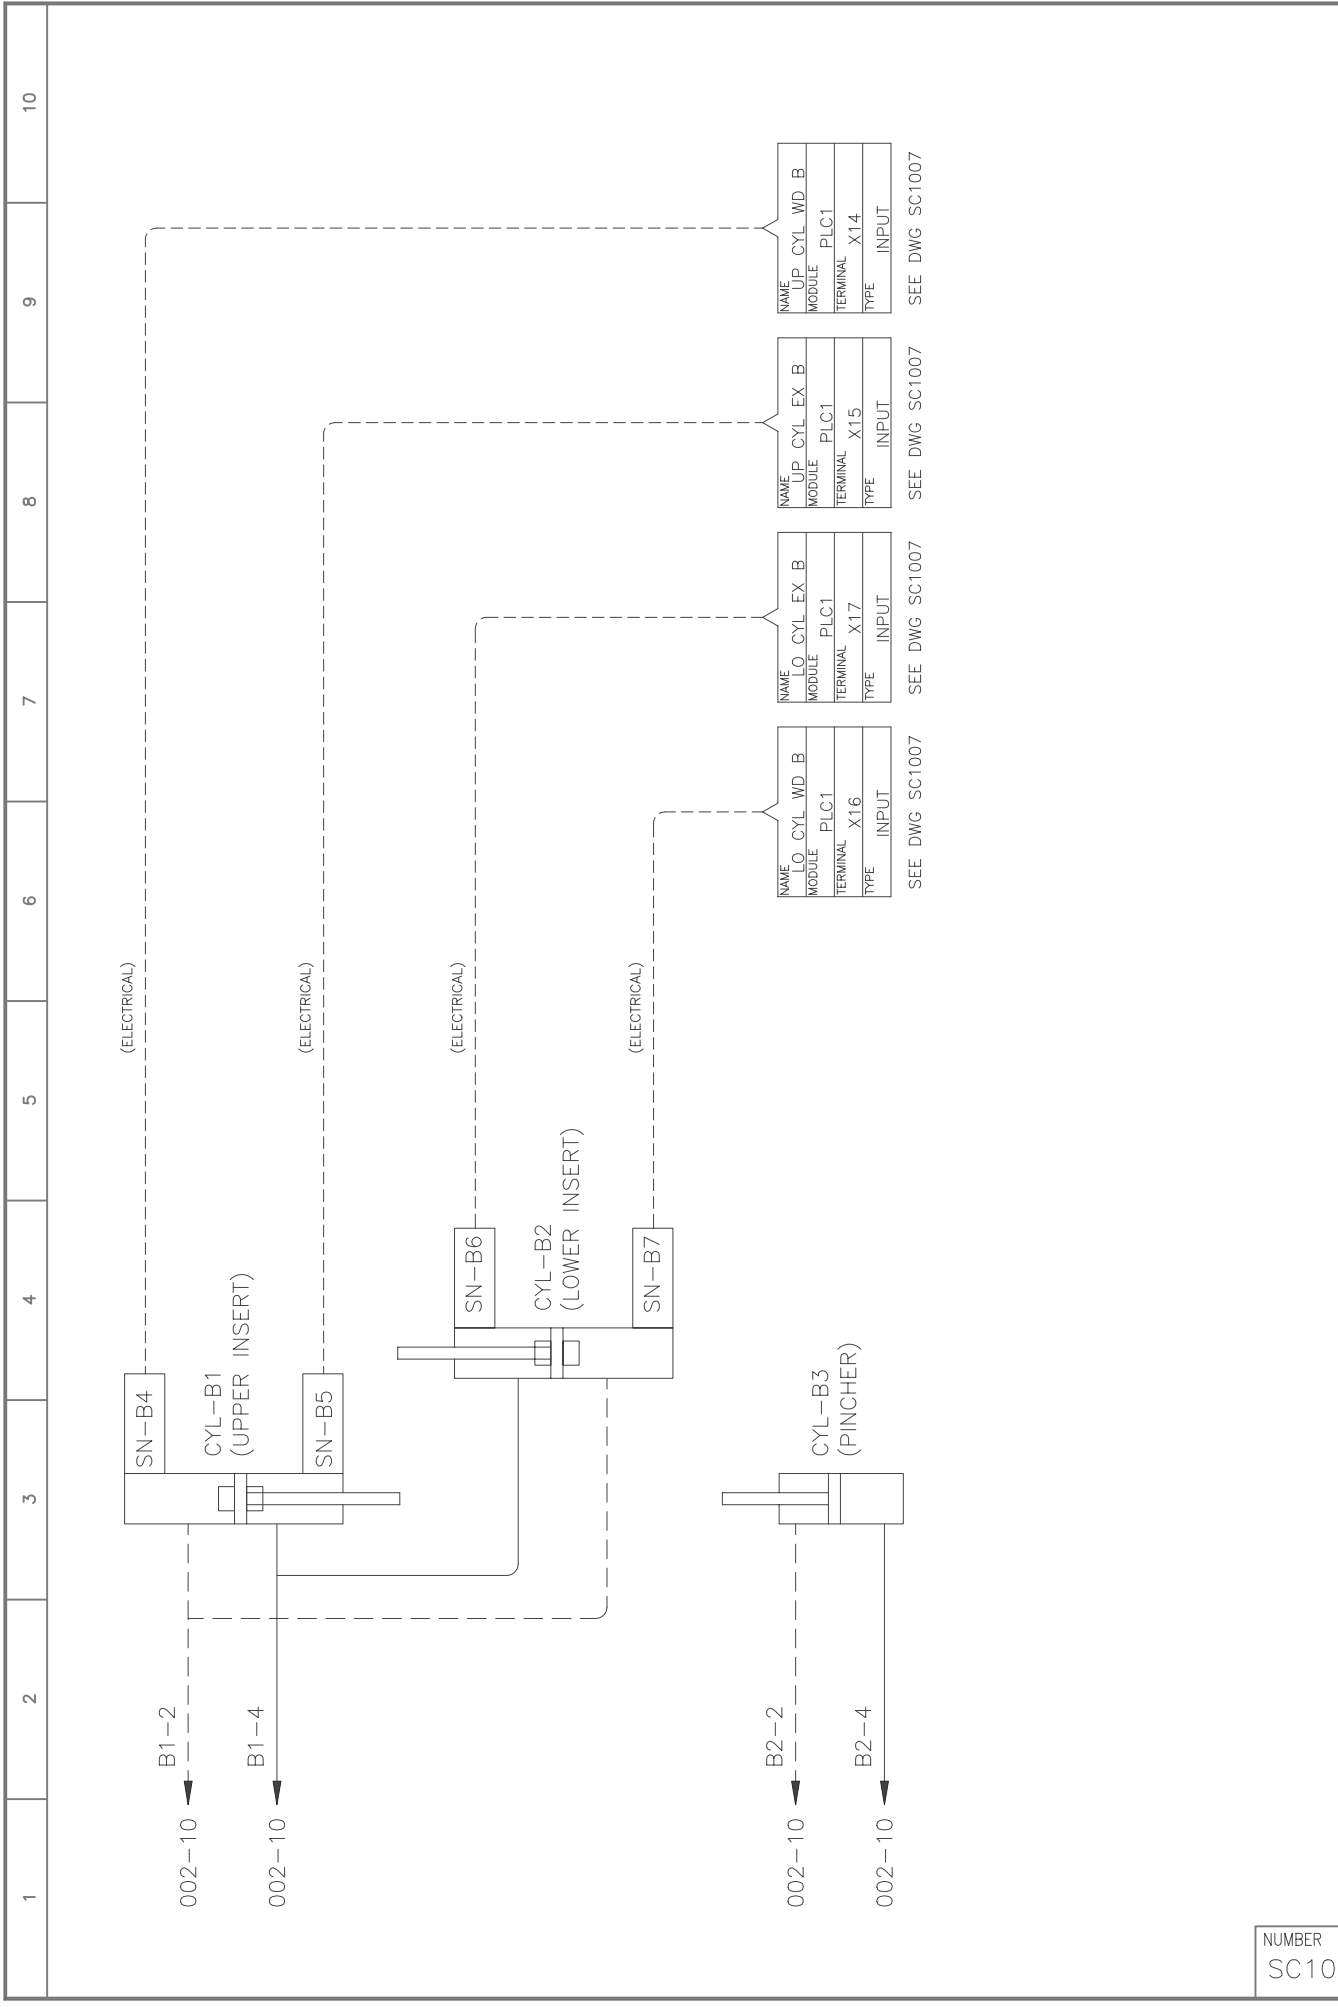 10
9
8
7
6
5
4
3
2
1
(ELECTRICAL)
(ELECTRICAL)
(ELECTRICAL)
(ELECTRICAL)
SN-B4
CYL-B1
(UPPER INSERT)
SN-B5
SN-B6
CYL-B2
(LOWER INSERT)
SN-B7
CYL-B3
(PINCHER)
B1-2
B1-4
B2-2
B2-4
002-10
002-10
002-10
002-10
NAME
UP CYL WD B
MODULE PLC1
TERMINAL X14
TYPE INPUT
SEE DWG SC1007
NAME
UP CYL EX B
MODULE PLC1
TERMINAL X15
TYPE INPUT
SEE DWG SC1007
NAME
LO CYL EX B
MODULE PLC1
TERMINAL X17
TYPE INPUT
SEE DWG SC1007
NAME
LO CYL WD B
MODULE PLC1
TERMINAL X16
TYPE INPUT
SEE DWG SC1007
NUMBER
SC10